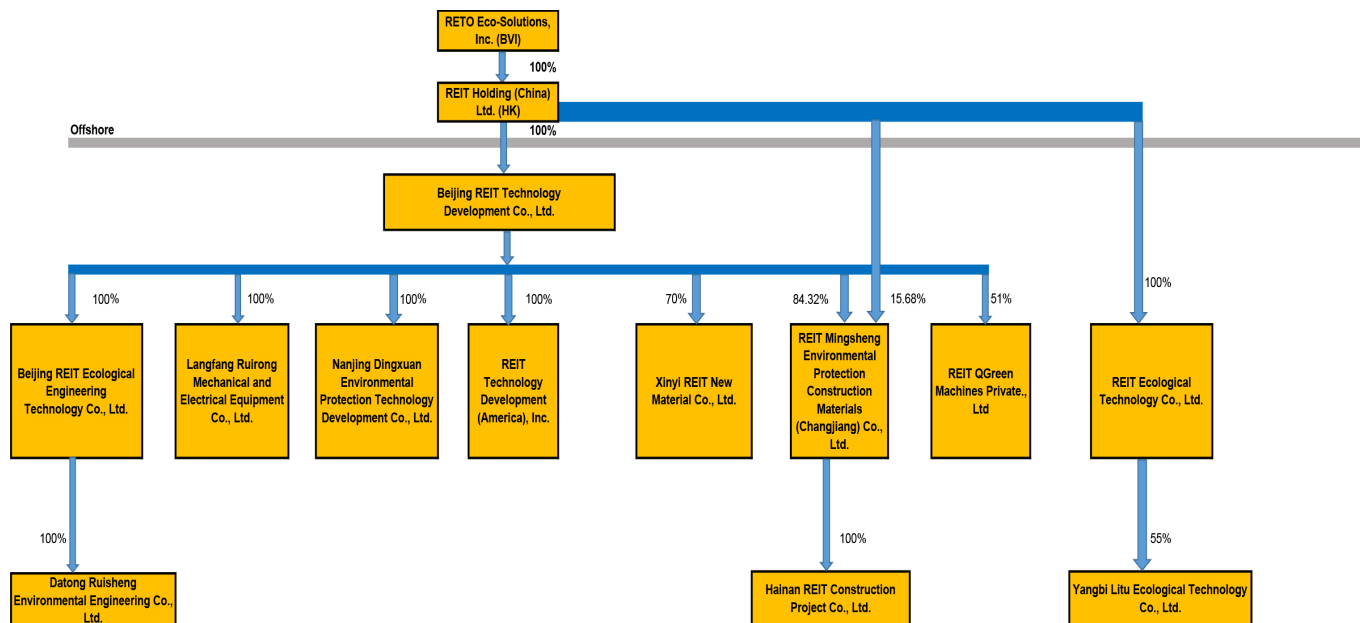 RETO Eco-Solutions,
Inc. (BVI)
100%
REIT Holding (China)
Ltd. (HK)
Offshore
100%
Beijing REIT Technology
Development Co., Ltd.
100%
100%
100%
100%
70%
84.32%
15.68%
51%
100%
Beijing REIT Ecological
Engineering
Technology Co., Ltd.
Langfang Ruirong
Mechanical and
Electrical Equipment
Co., Ltd.
Nanjing Dingxuan
Environmental
Protection Technology
Development Co., Ltd.
REIT
Technology
Development
(America), Inc.
Xinyi REIT New
Material Co., Ltd.
REIT Mingsheng
Environmental
Protection
Construction
Materials
(Changjiang) Co.,
Ltd.
REIT QGreen
Machines Private.,
Ltd
REIT Ecological
Technology Co., Ltd.
100%
100%
55%
Datong Ruisheng
Environmental Engineering Co.,
Ltd.
Hainan REIT Construction
Project Co., Ltd.
Yangbi Litu Ecological Technology
Co., Ltd.